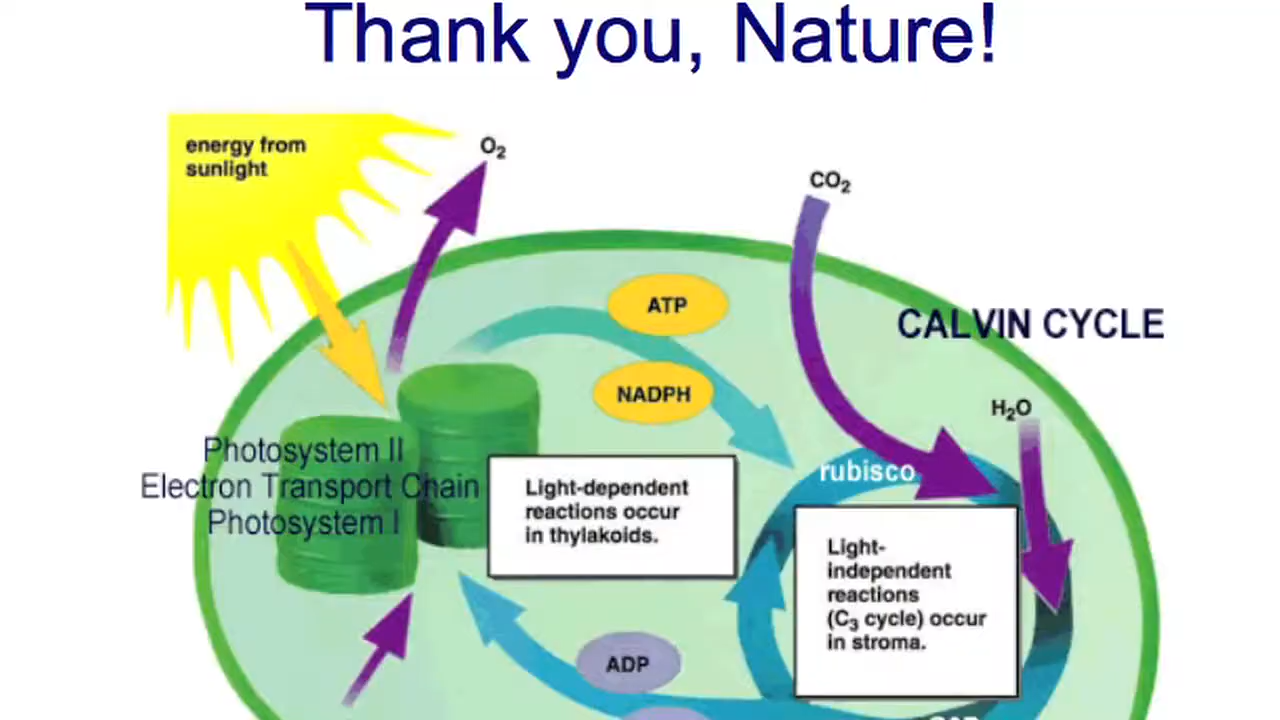 Thank you, Nature!
energy from
sunlight
O₂
CO₂
ATP
CALVIN CYCLE
NADPH
H₂O
Photosystem II
Electron Transport Chain
Photosystem I
rubisco
Light-dependent
reactions occur
in thylakoids.
Light-
independent
reactions
(C₃ cycle) occur
in stroma.
ADP